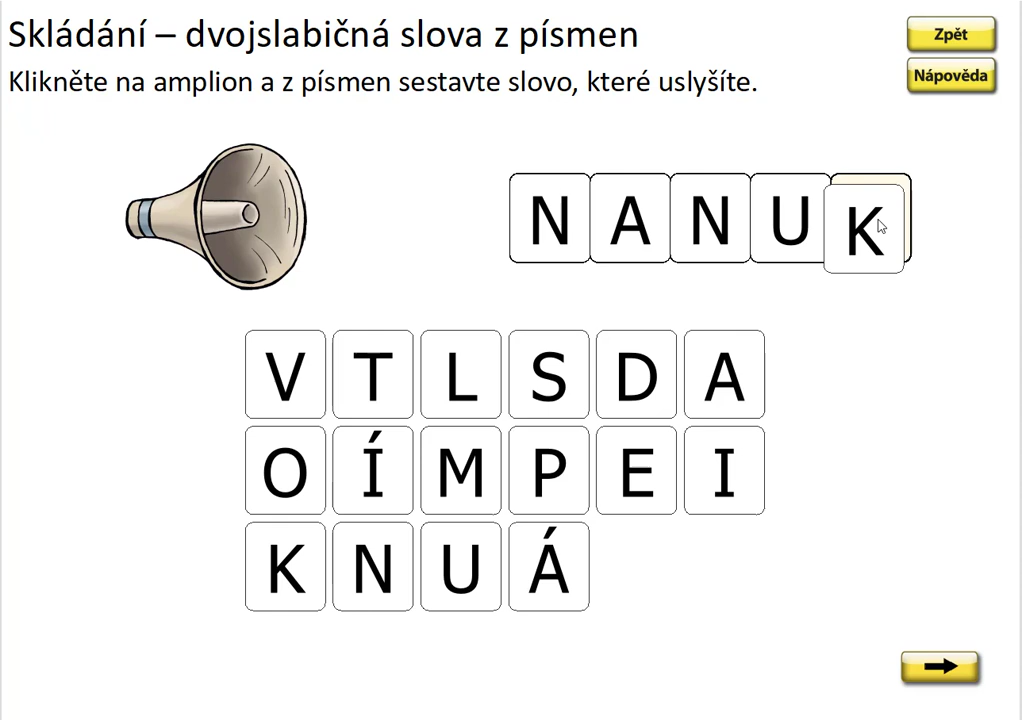 Skládání – dvojslabičná slova z písmen
Zpět
Klikněte na amplion a z písmen sestavte slovo, které uslyšíte.
Nápověda
N A N U K
V T L S D A
O Í M P E I
K N U Á